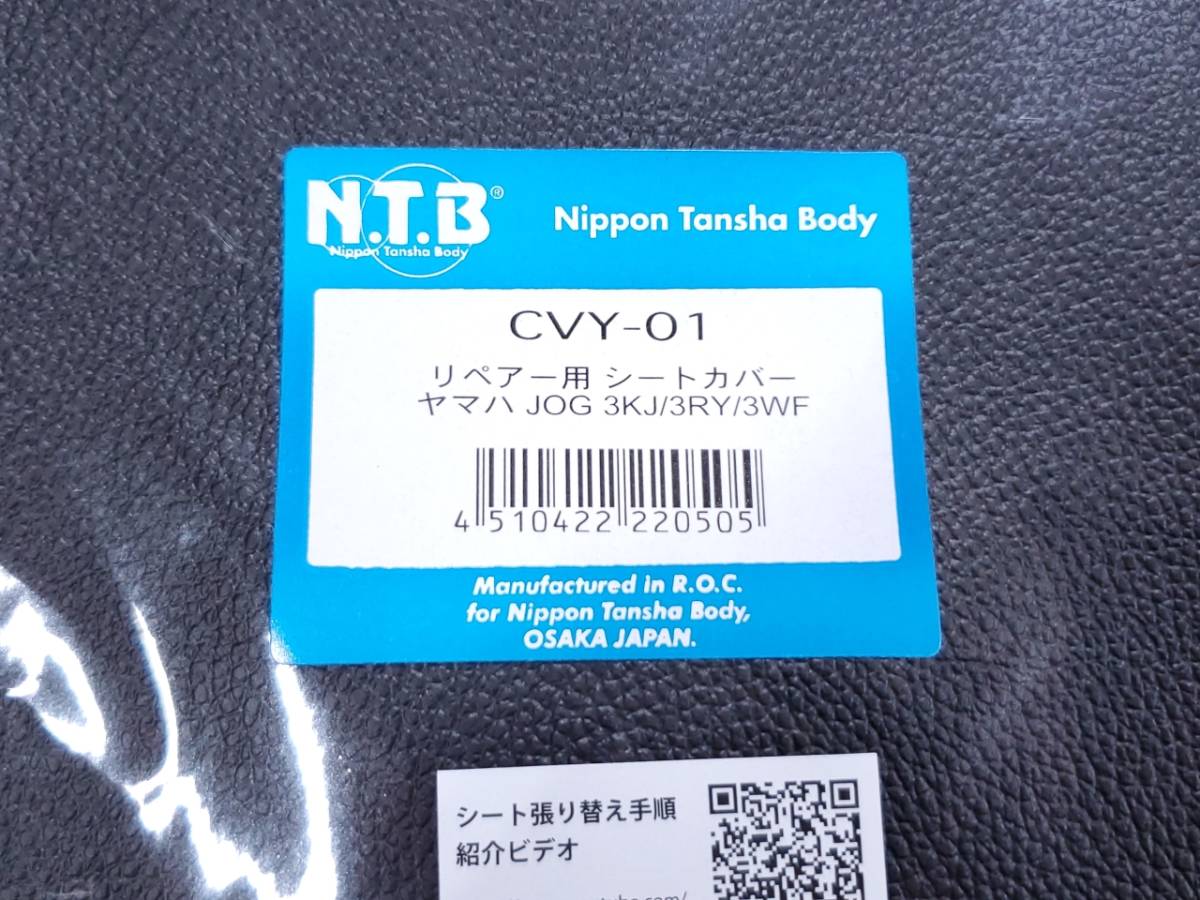 N.T.B®
Nippon Tansha Body
Nippon Tansha Body
CVY-01
リペアー用 シートカバー
ヤマハ JOG 3KJ/3RY/3WF
4 510422 220505
Manufactured in R.O.C.
for Nippon Tansha Body,
OSAKA JAPAN.
シート張り替え手順
紹介ビデオ